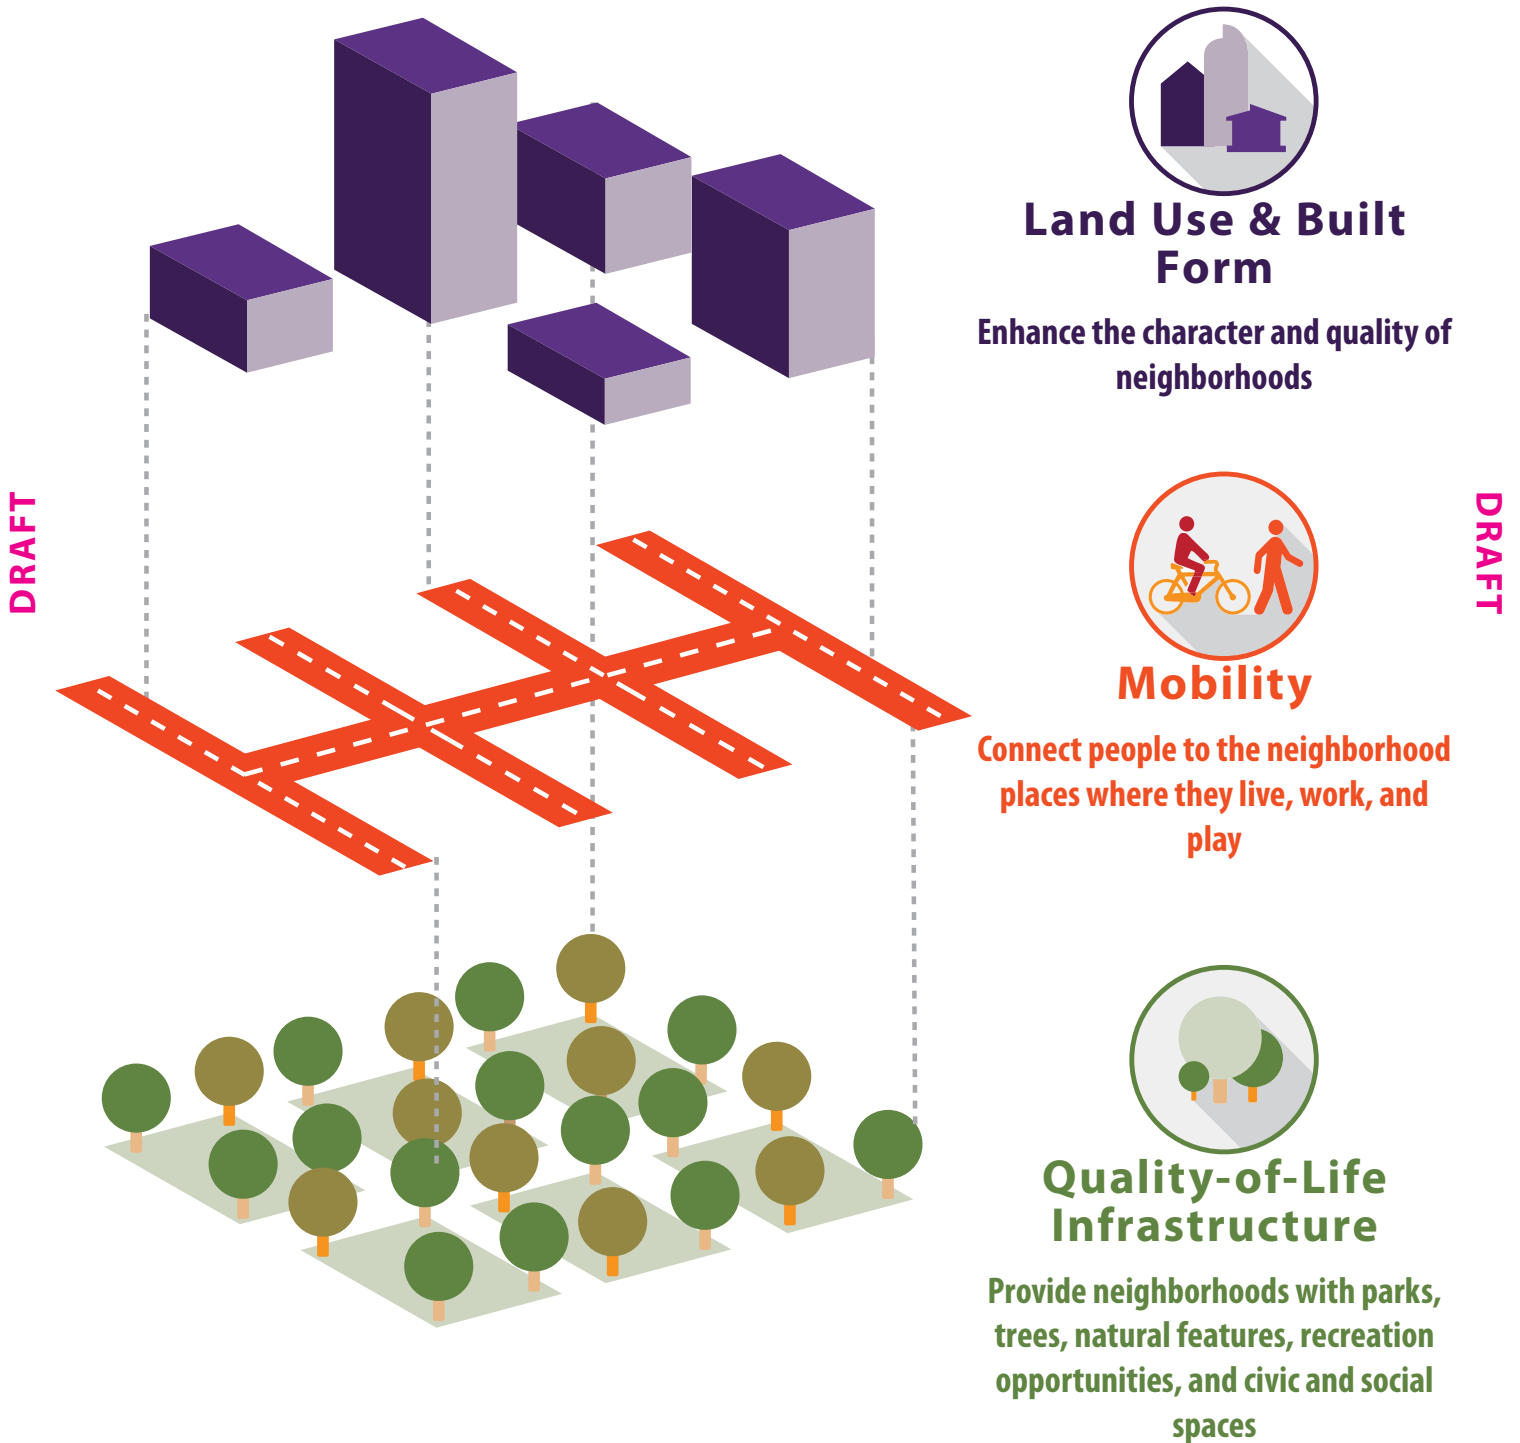 Land Use & Built
Form
Enhance the character and quality of
neighborhoods
DRAFT
DRAFT
Mobility
Connect people to the neighborhood
places where they live, work, and
play
Quality-of-Life
Infrastructure
Provide neighborhoods with parks,
trees, natural features, recreation
opportunities, and civic and social
spaces